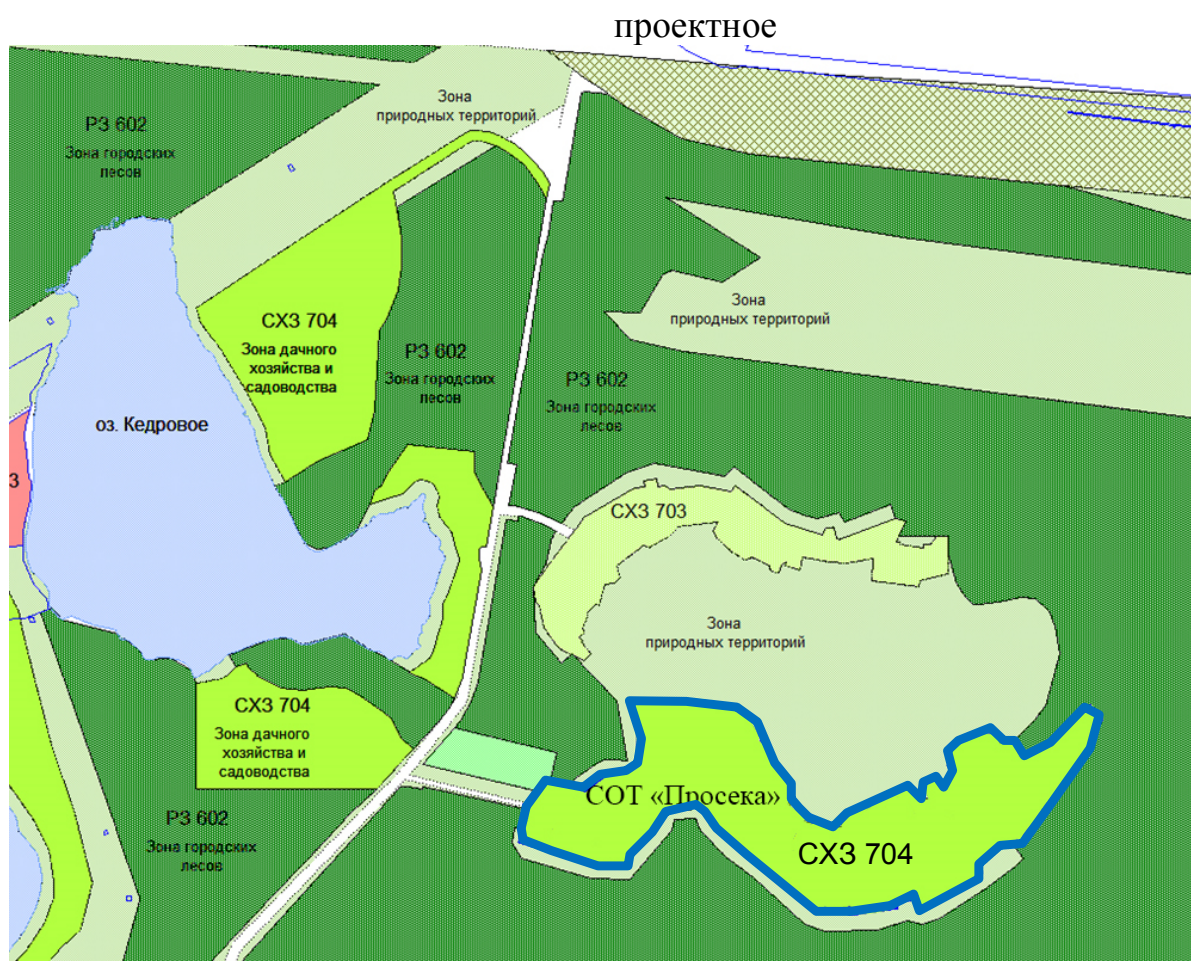 проектное
Зона
природных территорий
РЗ 602
Зона городских
лесов
Зона
природных территорий
СХЗ 704
Зона дачного
хозяйства и
садоводства
РЗ 602
Зона городских
лесов
РЗ 602
Зона городских
лесов
оз. Кедровое
3
СХЗ 703
Зона
природных территорий
СХЗ 704
Зона дачного
хозяйства и
садоводства
СОТ «Просека»
РЗ 602
Зона городских
лесов
СХЗ 704